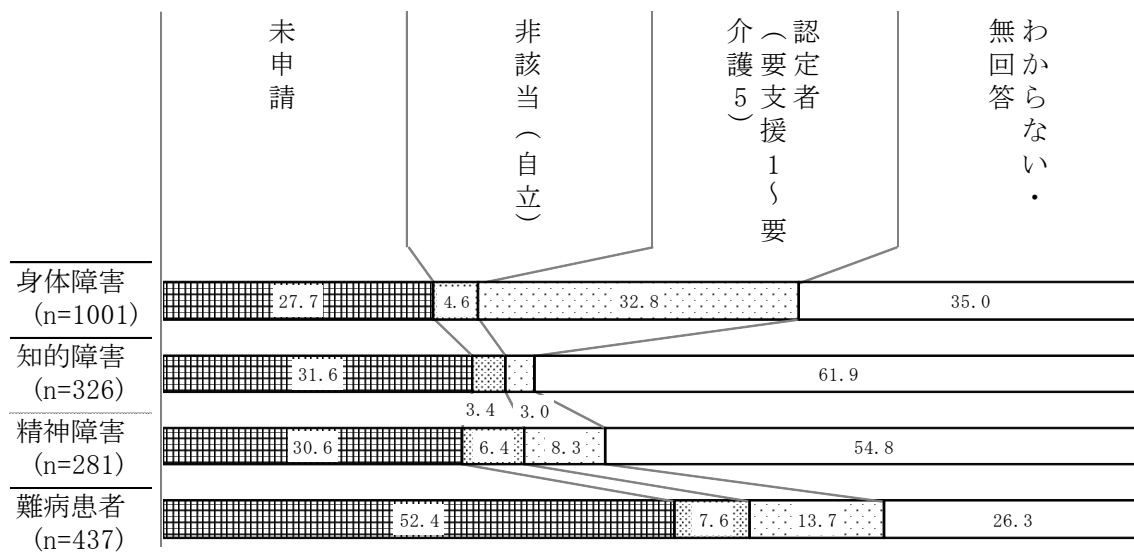 未申請
非該当（自立）
認定者
（要支援1～要
介護5）
わからない・
無回答
身体障害
(n=1001)
27.7
4.6
32.8
35.0
知的障害
(n=326)
31.6
3.4
3.0
61.9
精神障害
(n=281)
30.6
6.4
8.3
54.8
難病患者
(n=437)
52.4
7.6
13.7
26.3